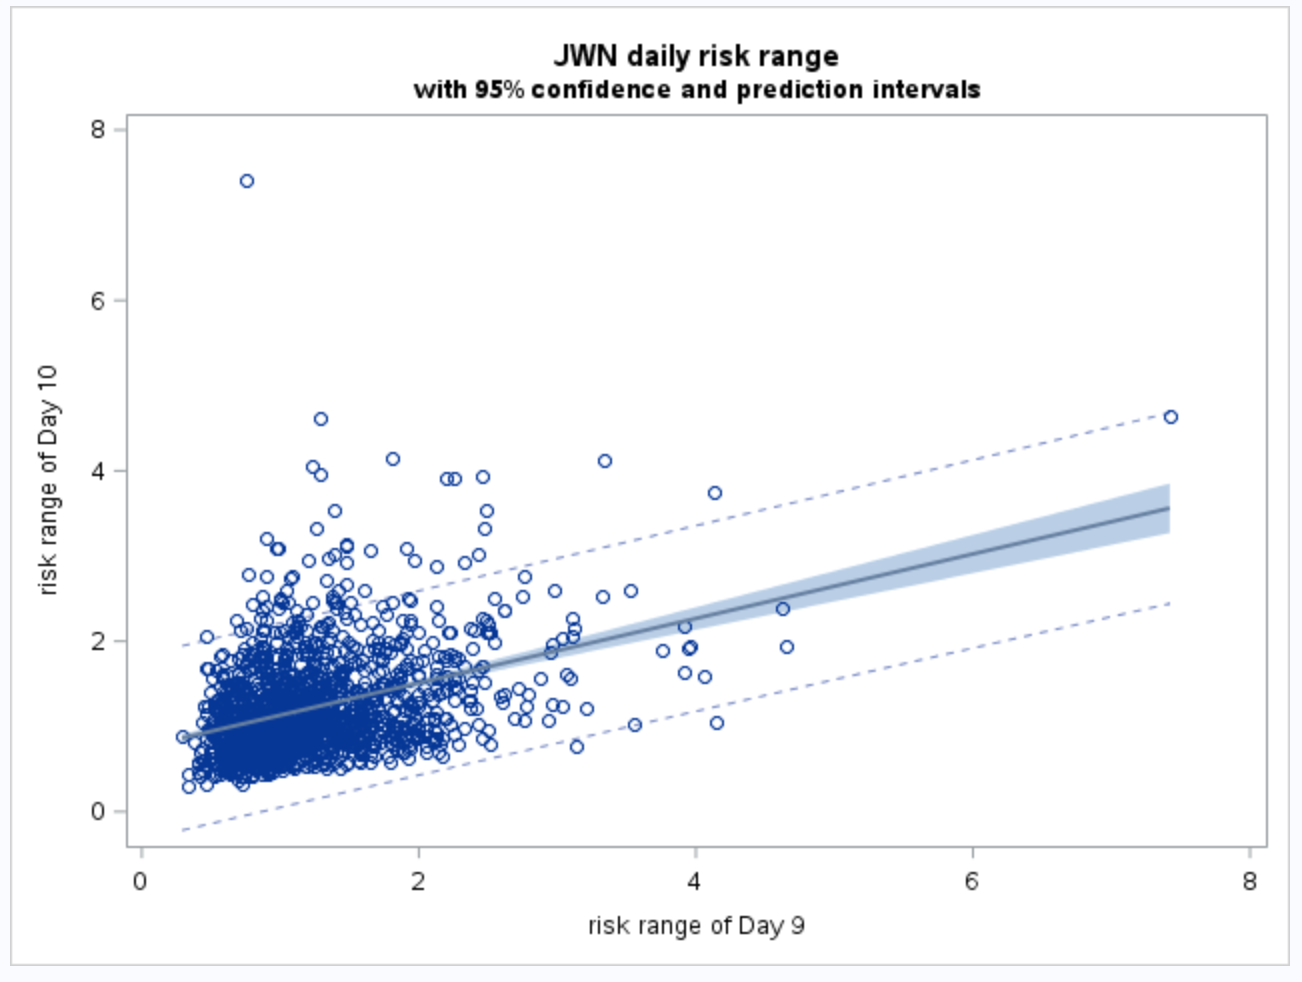 JWN daily risk range
with 95% confidence and prediction intervals
8
6
4
2
0
risk range of Day 10
0 2 4 6 8
risk range of Day 9